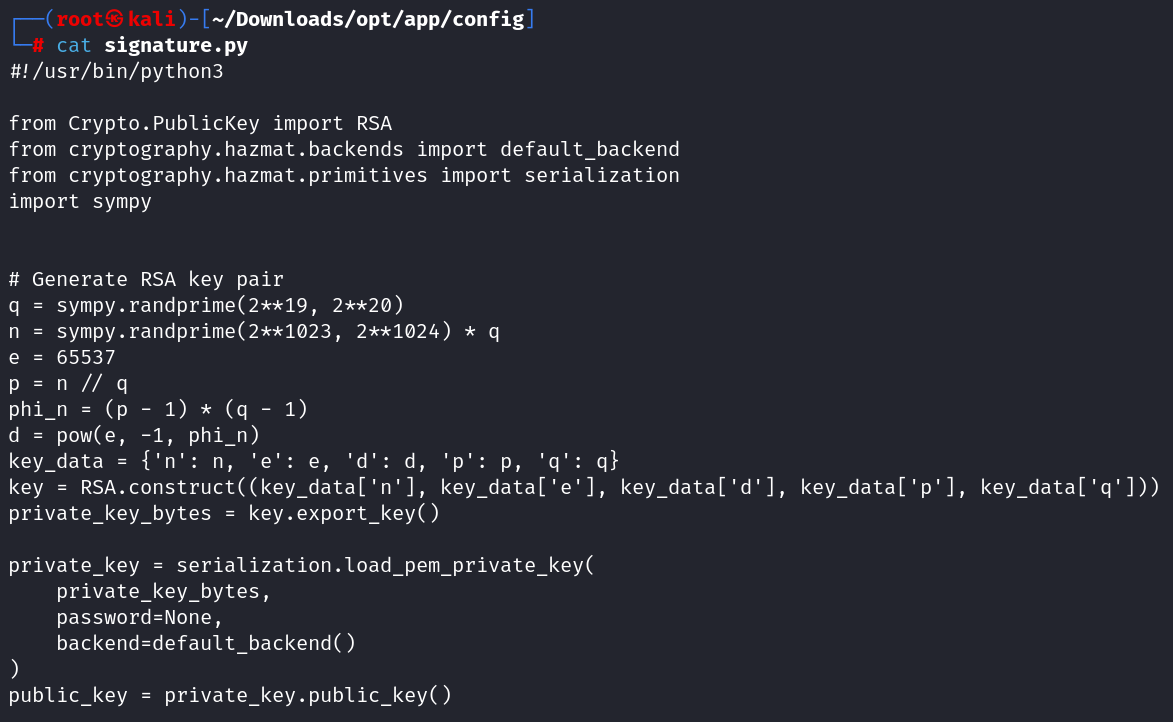 ┌──(root㉿kali)-[~/Downloads/opt/app/config]
└─# cat signature.py
#!/usr/bin/python3

from Crypto.PublicKey import RSA
from cryptography.hazmat.backends import default_backend
from cryptography.hazmat.primitives import serialization
import sympy


# Generate RSA key pair
q = sympy.randprime(2**19, 2**20)
n = sympy.randprime(2**1023, 2**1024) * q
e = 65537
p = n // q
phi_n = (p - 1) * (q - 1)
d = pow(e, -1, phi_n)
key_data = {'n': n, 'e': e, 'd': d, 'p': p, 'q': q}
key = RSA.construct((key_data['n'], key_data['e'], key_data['d'], key_data['p'], key_data['q']))
private_key_bytes = key.export_key()

private_key = serialization.load_pem_private_key(
    private_key_bytes,
    password=None,
    backend=default_backend()
)
public_key = private_key.public_key()